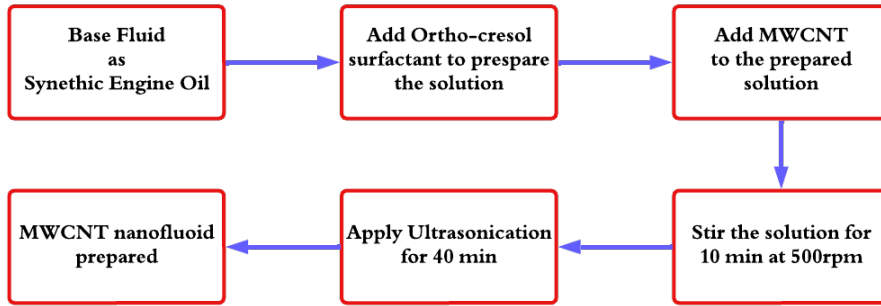 Base Fluid
as
Synethic Engine Oil
Add Ortho-cresol
surfactant to prespare
the solution
Add MWCNT
to the prepared
solution
Stir the solution for
10 min at 500rpm
Apply Ultrasonication
for 40 min
MWCNT nanofluoid
prepared